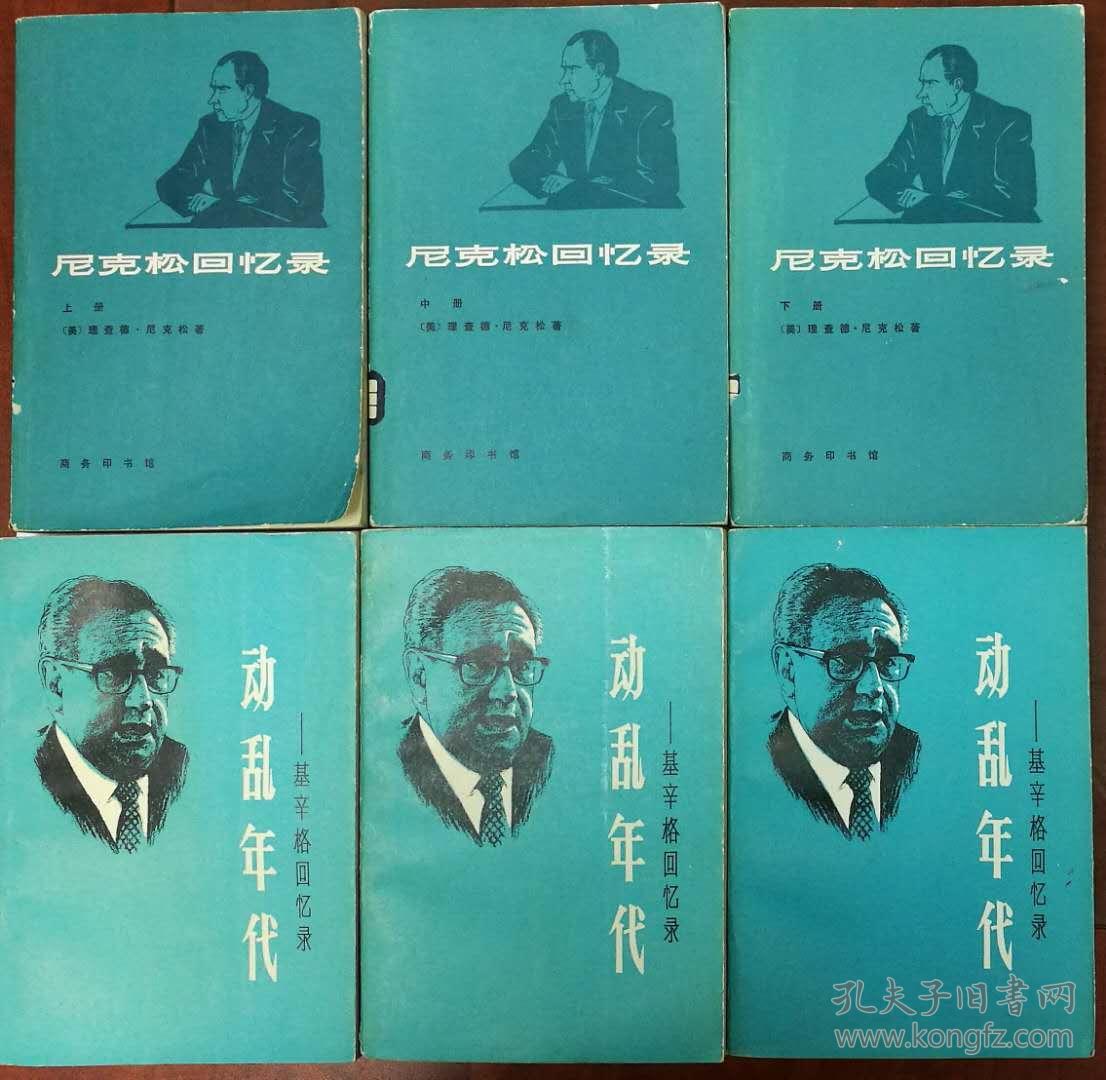 尼克松回忆录
上册
〔美〕理查德·尼克松著
商务印书馆
尼克松回忆录
中册
〔美〕理查德·尼克松著
商务印书馆
尼克松回忆录
下册
〔美〕理查德·尼克松著
商务印书馆
动乱年代
——基辛格回忆录
动乱年代
——基辛格回忆录
动乱年代
——基辛格回忆录
孔夫子旧書网
www.kongfz.com